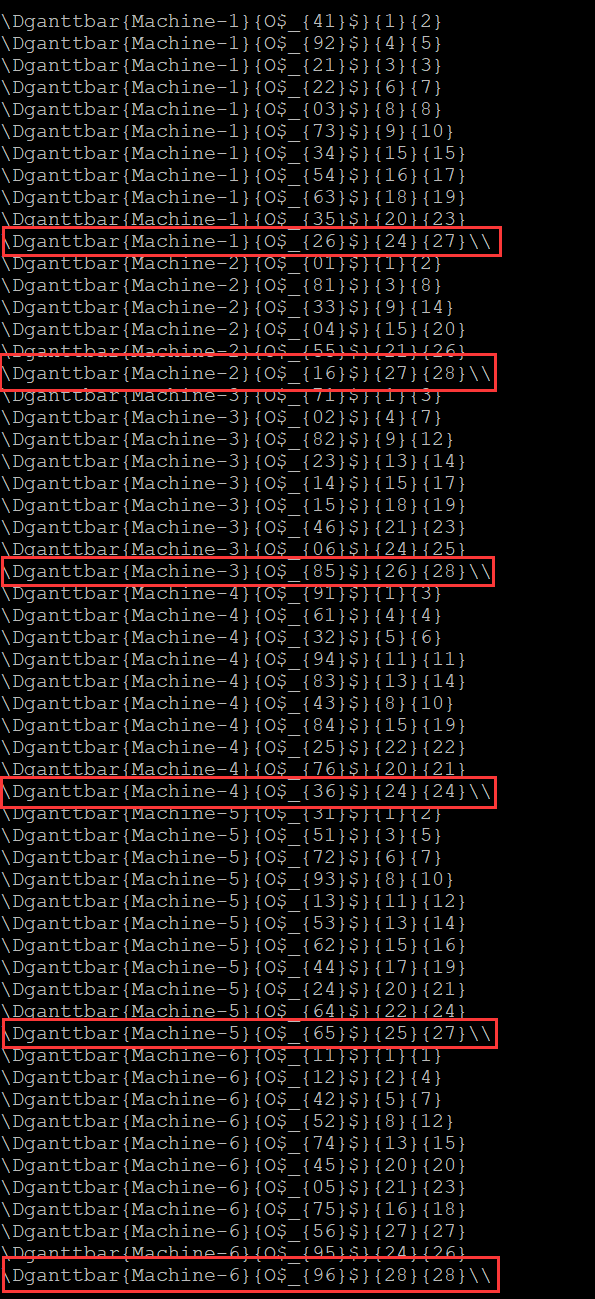 \Dganttbar{Machine-1}{O$_{41}$}{1}{2}
\Dganttbar{Machine-1}{O$_{92}$}{4}{5}
\Dganttbar{Machine-1}{O$_{21}$}{3}{3}
\Dganttbar{Machine-1}{O$_{22}$}{6}{7}
\Dganttbar{Machine-1}{O$_{03}$}{8}{8}
\Dganttbar{Machine-1}{O$_{73}$}{9}{10}
\Dganttbar{Machine-1}{O$_{34}$}{15}{15}
\Dganttbar{Machine-1}{O$_{54}$}{16}{17}
\Dganttbar{Machine-1}{O$_{63}$}{18}{19}
\Dganttbar{Machine-1}{O$_{35}$}{20}{23}
\Dganttbar{Machine-1}{O$_{26}$}{24}{27}\\
\Dganttbar{Machine-2}{O$_{01}$}{1}{2}
\Dganttbar{Machine-2}{O$_{81}$}{3}{8}
\Dganttbar{Machine-2}{O$_{33}$}{9}{14}
\Dganttbar{Machine-2}{O$_{04}$}{15}{20}
\Dganttbar{Machine-2}{O$_{55}$}{21}{26}
\Dganttbar{Machine-2}{O$_{16}$}{27}{28}\\
\Dganttbar{Machine-3}{O$_{71}$}{1}{3}
\Dganttbar{Machine-3}{O$_{02}$}{4}{7}
\Dganttbar{Machine-3}{O$_{82}$}{9}{12}
\Dganttbar{Machine-3}{O$_{23}$}{13}{14}
\Dganttbar{Machine-3}{O$_{14}$}{15}{17}
\Dganttbar{Machine-3}{O$_{15}$}{18}{19}
\Dganttbar{Machine-3}{O$_{46}$}{21}{23}
\Dganttbar{Machine-3}{O$_{06}$}{24}{25}
\Dganttbar{Machine-3}{O$_{85}$}{26}{28}\\
\Dganttbar{Machine-4}{O$_{91}$}{1}{3}
\Dganttbar{Machine-4}{O$_{61}$}{4}{4}
\Dganttbar{Machine-4}{O$_{32}$}{5}{6}
\Dganttbar{Machine-4}{O$_{94}$}{11}{11}
\Dganttbar{Machine-4}{O$_{83}$}{13}{14}
\Dganttbar{Machine-4}{O$_{43}$}{8}{10}
\Dganttbar{Machine-4}{O$_{84}$}{15}{19}
\Dganttbar{Machine-4}{O$_{25}$}{22}{22}
\Dganttbar{Machine-4}{O$_{76}$}{20}{21}
\Dganttbar{Machine-4}{O$_{36}$}{24}{24}\\
\Dganttbar{Machine-5}{O$_{31}$}{1}{2}
\Dganttbar{Machine-5}{O$_{51}$}{3}{5}
\Dganttbar{Machine-5}{O$_{72}$}{6}{7}
\Dganttbar{Machine-5}{O$_{93}$}{8}{10}
\Dganttbar{Machine-5}{O$_{13}$}{11}{12}
\Dganttbar{Machine-5}{O$_{53}$}{13}{14}
\Dganttbar{Machine-5}{O$_{62}$}{15}{16}
\Dganttbar{Machine-5}{O$_{44}$}{17}{19}
\Dganttbar{Machine-5}{O$_{24}$}{20}{21}
\Dganttbar{Machine-5}{O$_{64}$}{22}{24}
\Dganttbar{Machine-5}{O$_{65}$}{25}{27}\\
\Dganttbar{Machine-6}{O$_{11}$}{1}{1}
\Dganttbar{Machine-6}{O$_{12}$}{2}{4}
\Dganttbar{Machine-6}{O$_{42}$}{5}{7}
\Dganttbar{Machine-6}{O$_{52}$}{8}{12}
\Dganttbar{Machine-6}{O$_{74}$}{13}{15}
\Dganttbar{Machine-6}{O$_{45}$}{20}{20}
\Dganttbar{Machine-6}{O$_{05}$}{21}{23}
\Dganttbar{Machine-6}{O$_{75}$}{16}{18}
\Dganttbar{Machine-6}{O$_{56}$}{27}{27}
\Dganttbar{Machine-6}{O$_{95}$}{24}{26}
\Dganttbar{Machine-6}{O$_{96}$}{28}{28}\\